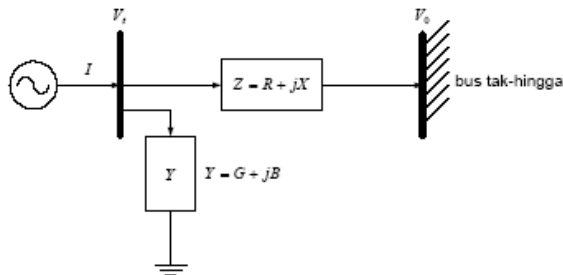 V_t
V_0
I
Z = R + jX
bus tak-hingga
Y
Y = G + jB